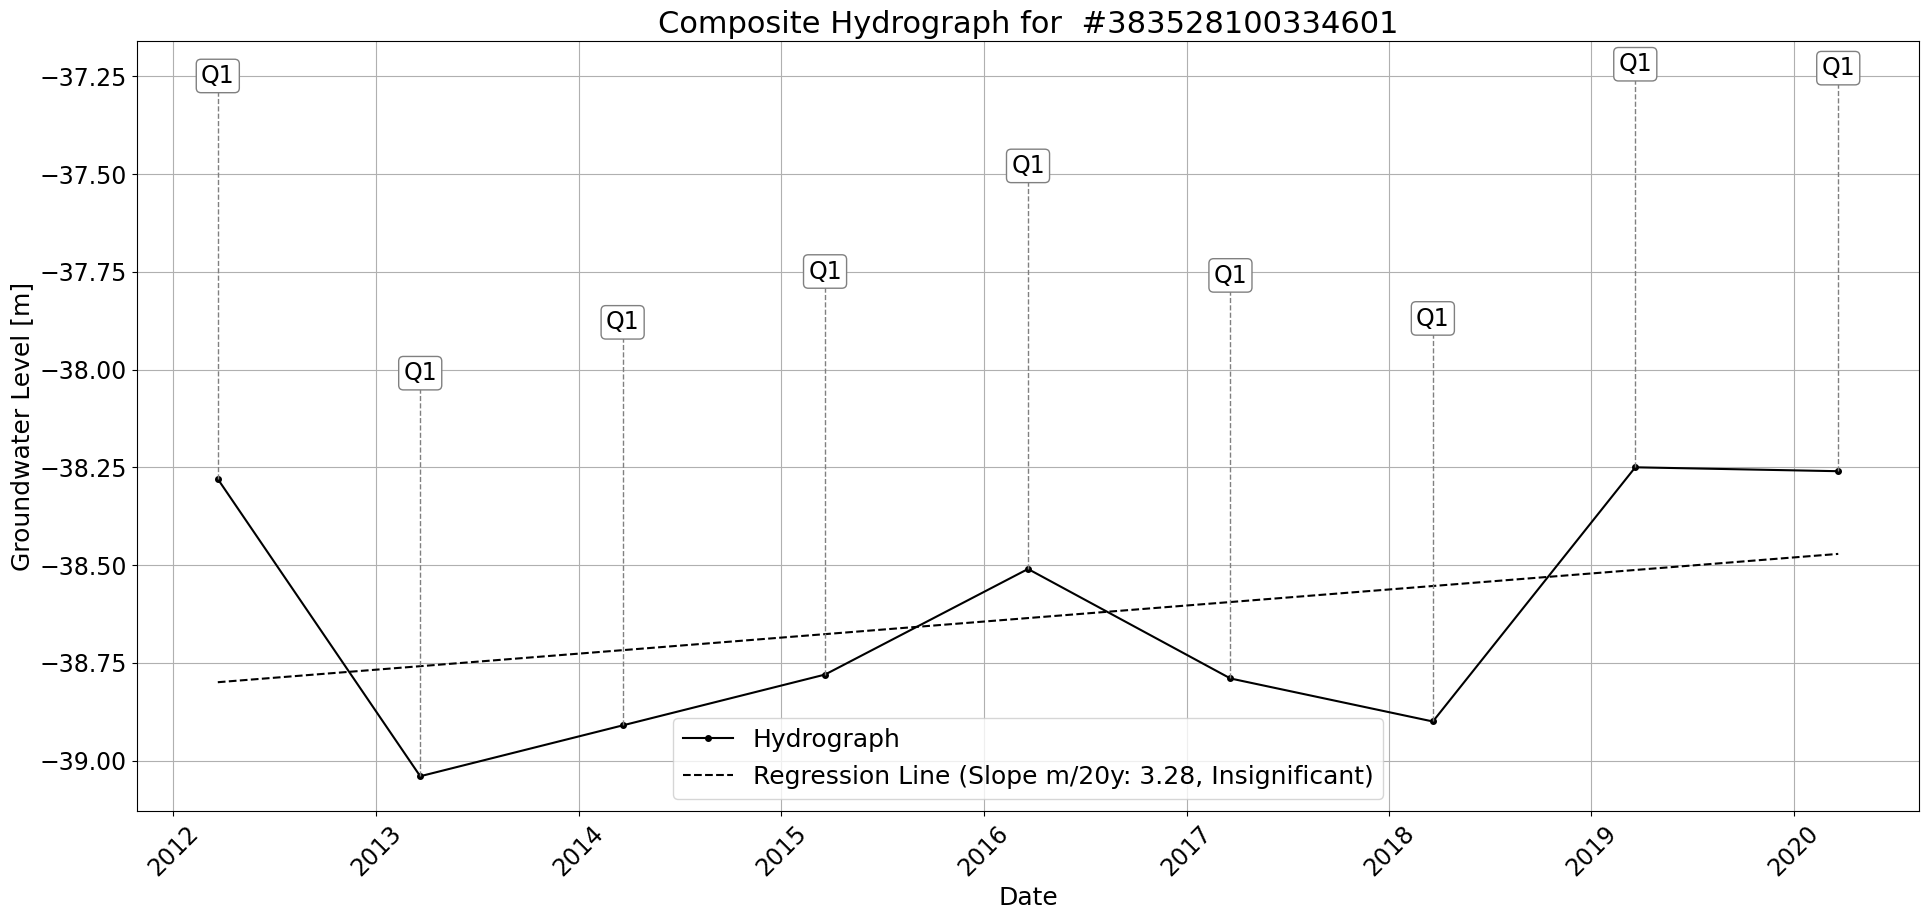 Composite Hydrograph for  #383528100334601
Groundwater Level [m]
−37.25
−37.50
−37.75
−38.00
−38.25
−38.50
−38.75
−39.00
Q1
Q1
Q1
Q1
Q1
Q1
Q1
Q1
Q1
Hydrograph
Regression Line (Slope m/20y: 3.28, Insignificant)
2012
2013
2014
2015
2016
2017
2018
2019
2020
Date